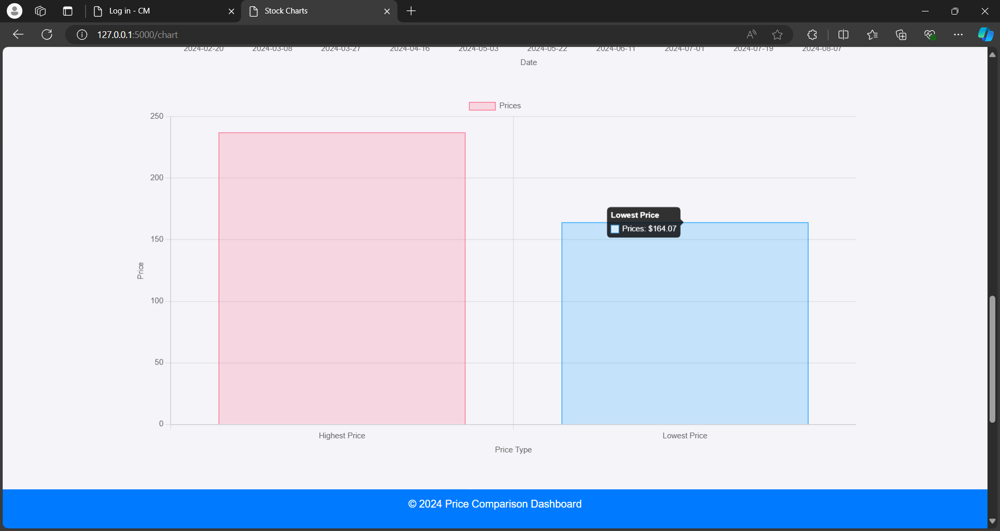 Log in - CM
Stock Charts
127.0.0.1:5000/chart
2024-02-20 2024-03-08 2024-03-27 2024-04-16 2024-05-03 2024-05-22 2024-06-11 2024-07-01 2024-07-19 2024-08-07
Date
Prices
250
200
150
100
50
0
Price
Lowest Price
Prices: $164.07
Highest Price
Lowest Price
Price Type
© 2024 Price Comparison Dashboard